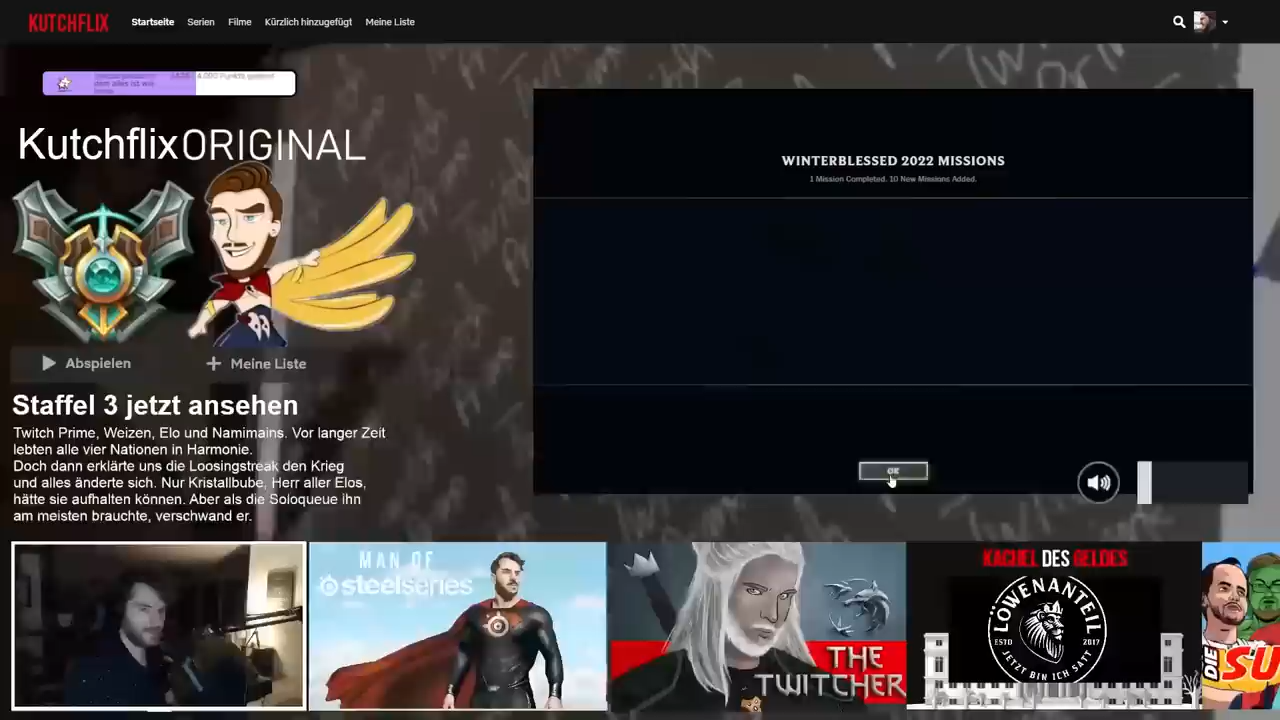 KUTCHFLIX
Startseite
Serien
Filme
Kürzlich hinzugefügt
Meine Liste
Kutchflix ORIGINAL
Abspielen
Meine Liste
Staffel 3 jetzt ansehen
Twitch Prime, Weizen, Elo und Namimains. Vor langer Zeit
lebten alle vier Nationen in Harmonie.
Doch dann erklärte uns die Loosingstreak den Krieg
und alles änderte sich. Nur Kristallbube, Herr aller Elos,
hätte sie aufhalten können. Aber als die Soloqueue ihn
am meisten brauchte, verschwand er.
WINTERBLESSED 2022 MISSIONS
1 Mission Completed. 10 New Missions Added.
OK
MAN OF
steelseries
THE
TWITCHER
KACHEL DES GELDES
LÖWENANTEIL
ESTD 2017
JETZT BIN ICH SATT
DIE